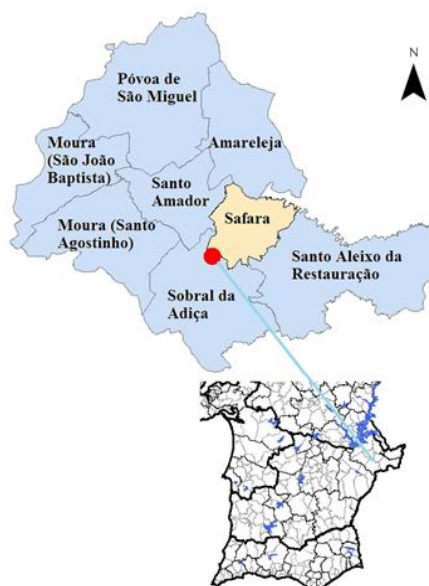 N
Póvoa de
São Miguel
Moura
(São João
Baptista)
Amareleja
Santo
Amador
Safara
Moura (Santo
Agostinho)
Santo Aleixo da
Restauração
Sobral da
Adiça